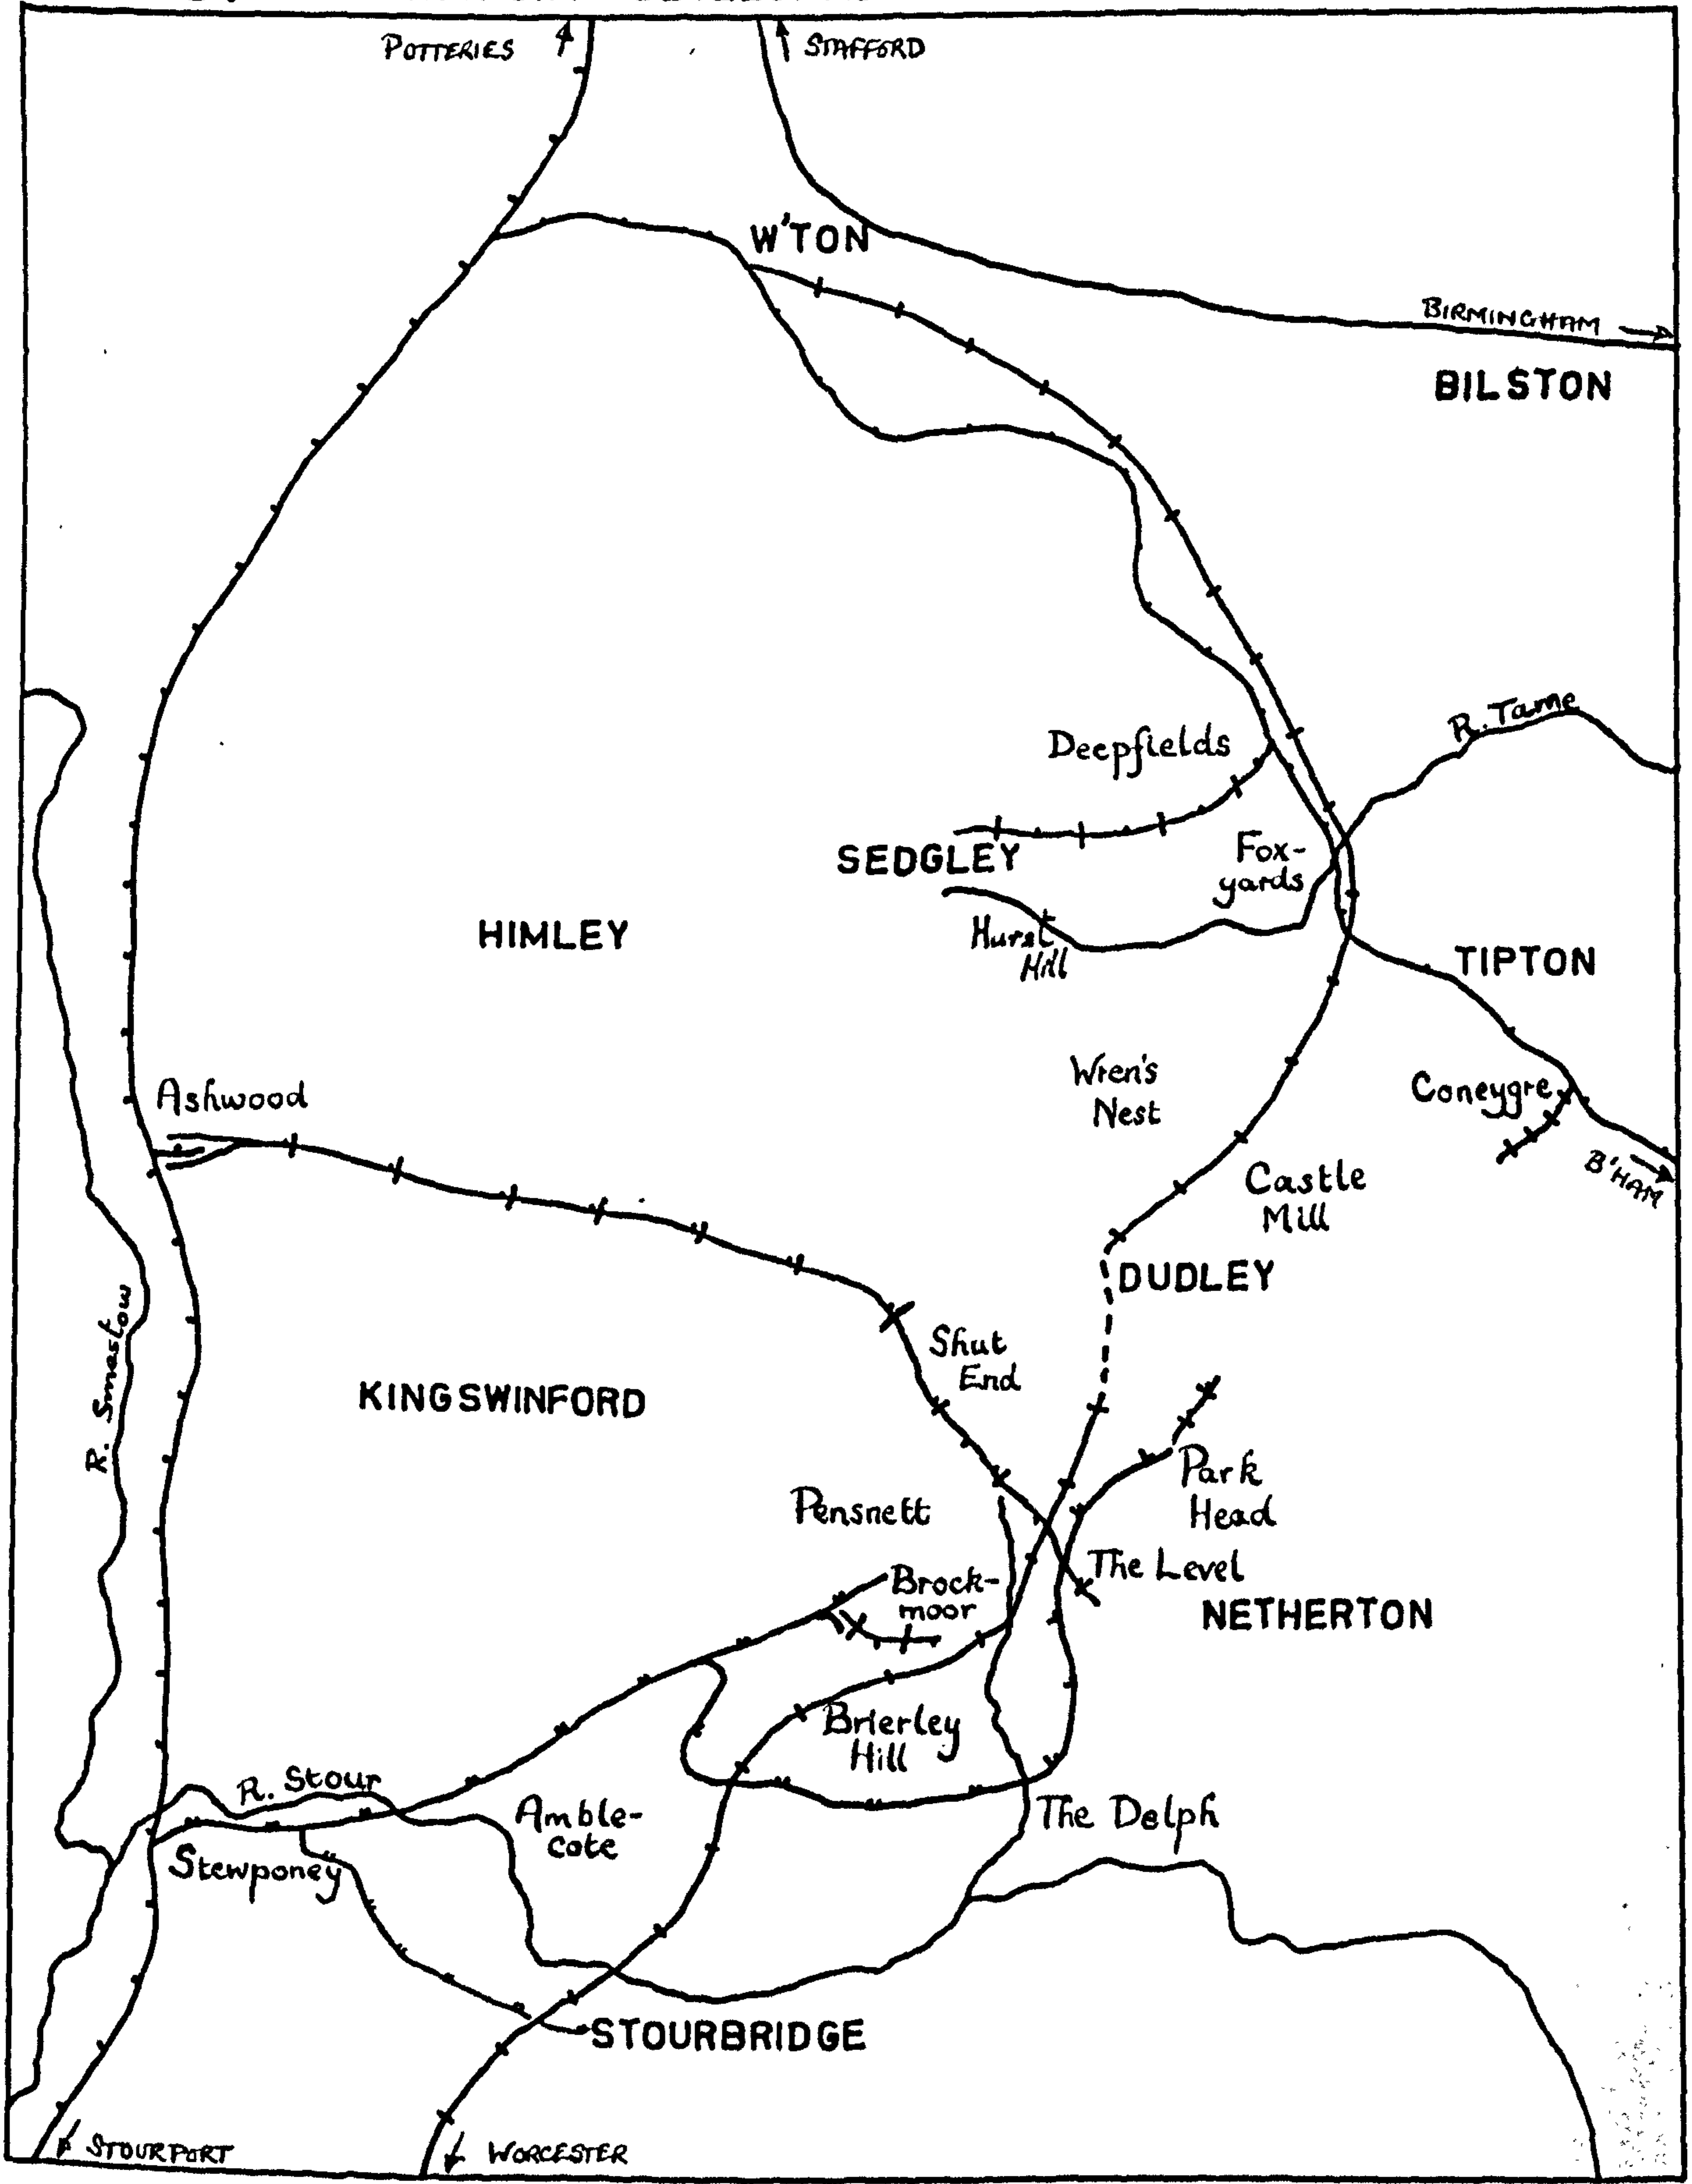 POTTERIES
STAFFORD
W'TON
BIRMINGHAM
BILSTON
R. Tame
Deepfields
SEDGLEY
Fox-
yards
HIMLEY
Hurst
Hill
TIPTON
Wren's
Nest
Coneygre
Ashwood
B'HAM
Castle
Mill
DUDLEY
R. Smestow
Shut
End
KINGSWINFORD
Park
Head
Pensnett
The Level
Brock-
moor
NETHERTON
Brierley
Hill
R. Stour
Amble-
cote
The Delph
Stewponey
STOURBRIDGE
STOURPORT
WORCESTER